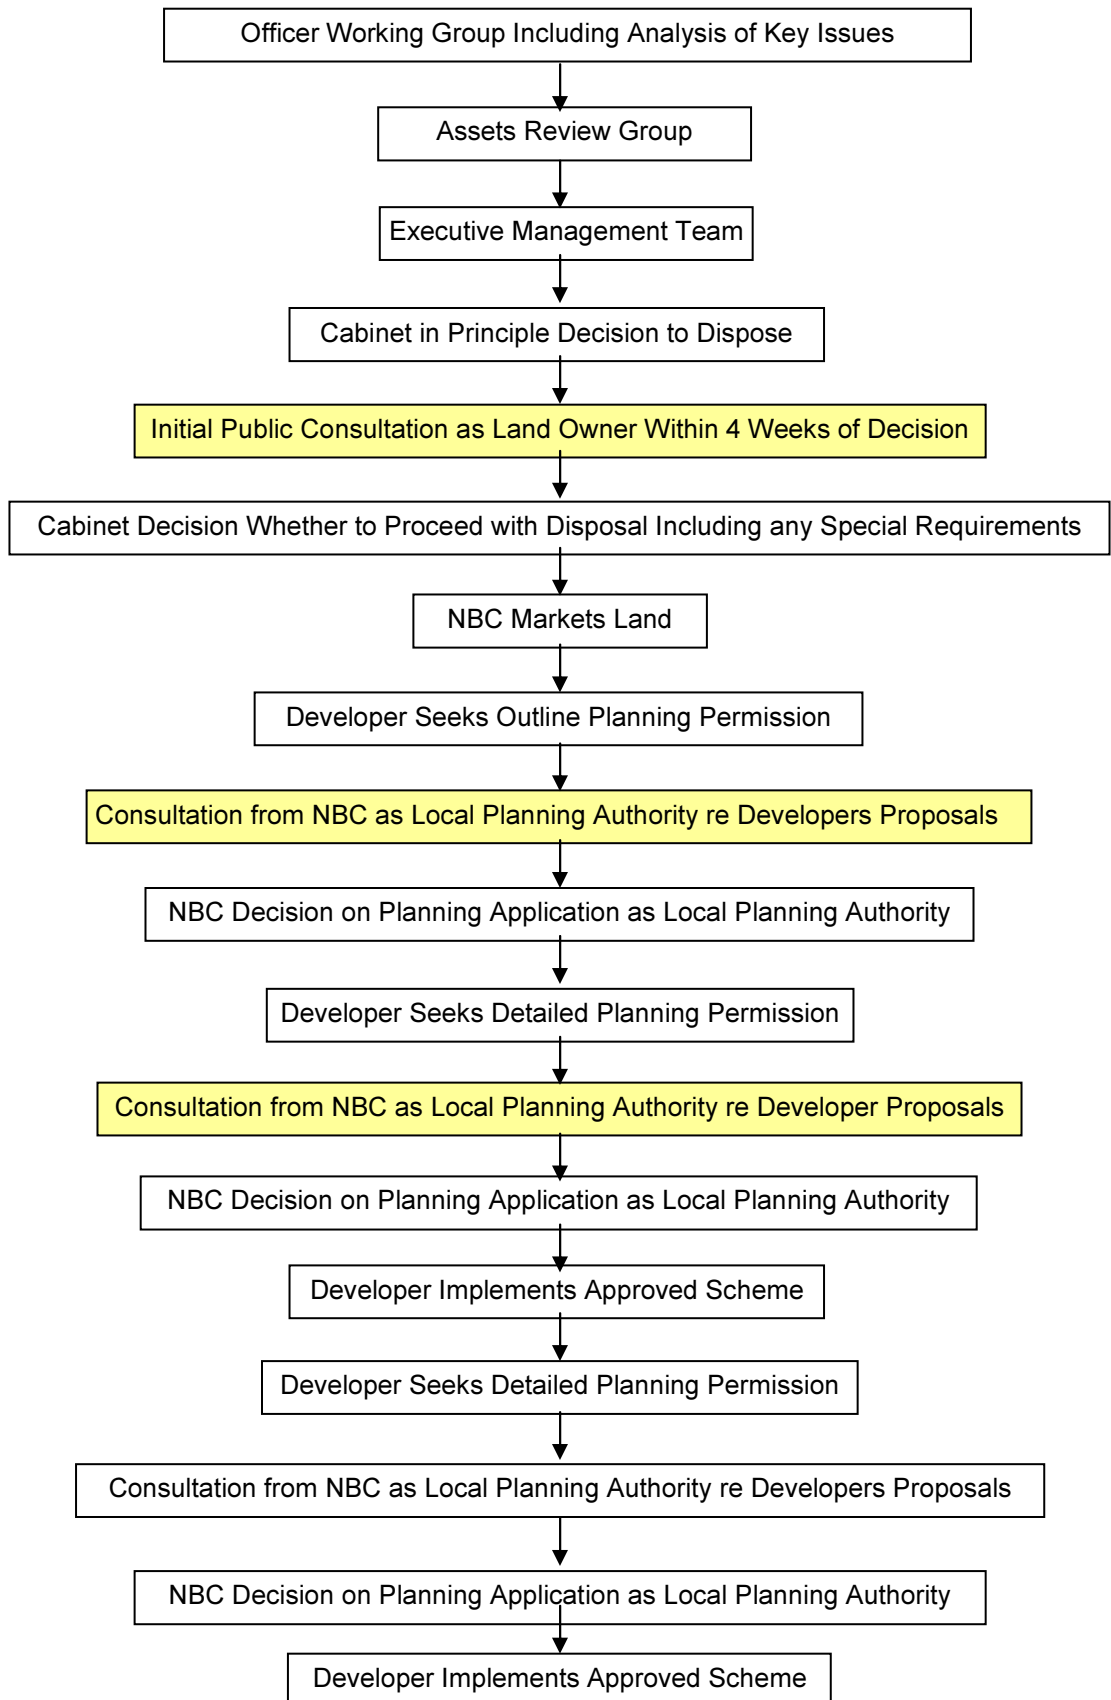 Officer Working Group Including Analysis of Key Issues
Assets Review Group
Executive Management Team
Cabinet in Principle Decision to Dispose
Initial Public Consultation as Land Owner Within 4 Weeks of Decision
Cabinet Decision Whether to Proceed with Disposal Including any Special Requirements
NBC Markets Land
Developer Seeks Outline Planning Permission
Consultation from NBC as Local Planning Authority re Developers Proposals
NBC Decision on Planning Application as Local Planning Authority
Developer Seeks Detailed Planning Permission
Consultation from NBC as Local Planning Authority re Developer Proposals
NBC Decision on Planning Application as Local Planning Authority
Developer Implements Approved Scheme
Developer Seeks Detailed Planning Permission
Consultation from NBC as Local Planning Authority re Developers Proposals
NBC Decision on Planning Application as Local Planning Authority
Developer Implements Approved Scheme